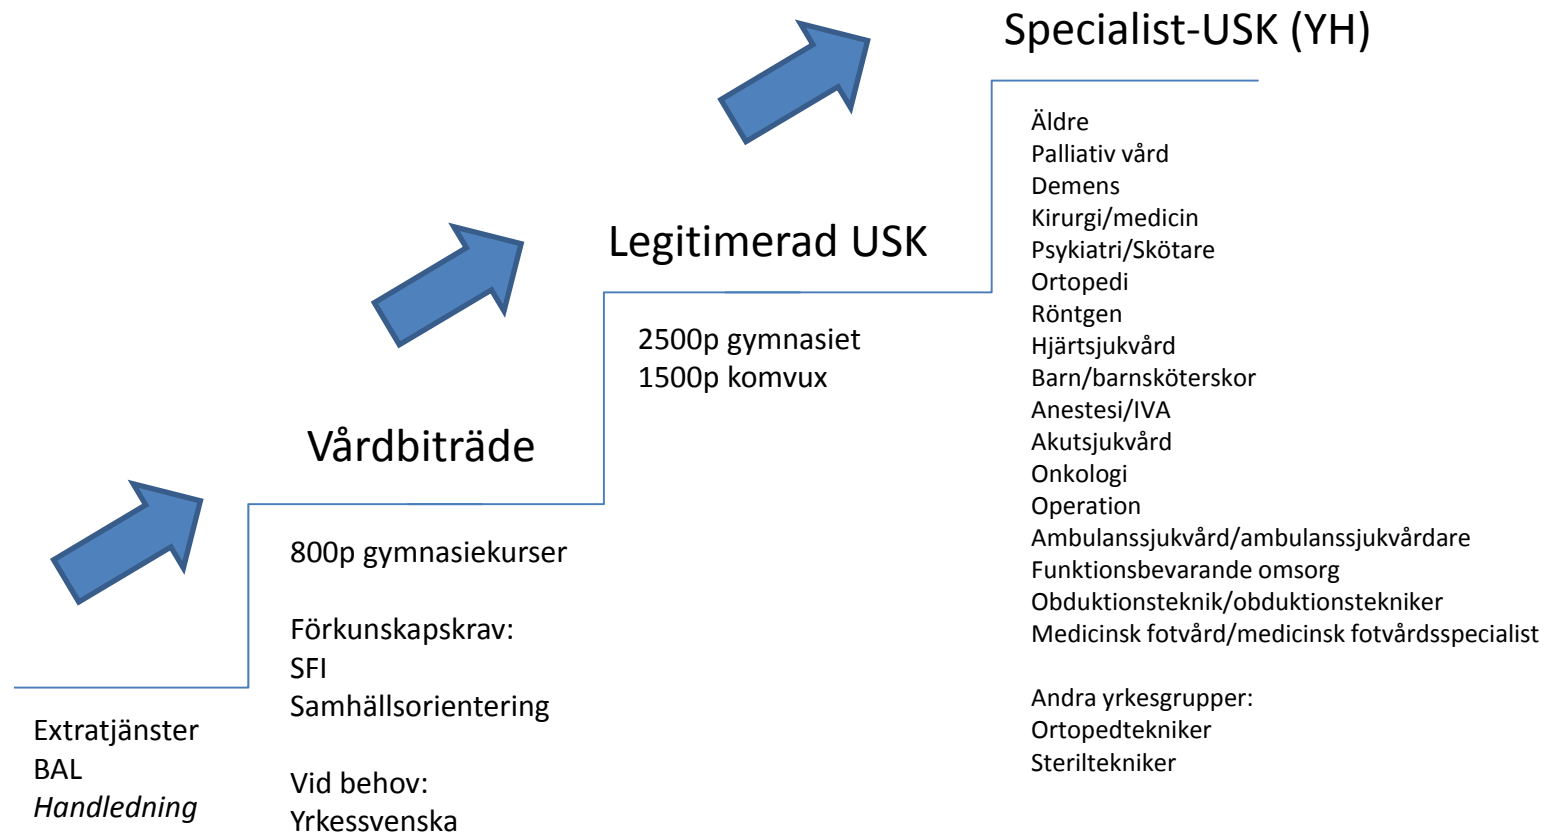 Specialist-USK (YH)
Äldre
Palliativ vård
Demens
Kirurgi/medicin
Psykiatri/Skötare
Ortopedi
Röntgen
Hjärtsjukvård
Barn/barnsköterskor
Anestesi/IVA
Akutsjukvård
Onkologi
Operation
Ambulanssjukvård/ambulanssjukvårdare
Funktionsbevarande omsorg
Obduktionsteknik/obduktionstekniker
Medicinsk fotvård/medicinsk fotvårdsspecialist
Andra yrkesgrupper:
Ortopedtekniker
Steriltekniker
Legitimerad USK
2500p gymnasiet
1500p komvux
Vårdbiträde
800p gymnasiekurser
Förkunskapskrav:
SFI
Samhällsorientering
Vid behov:
Yrkessvenska
Extratjänster
BAL
Handledning